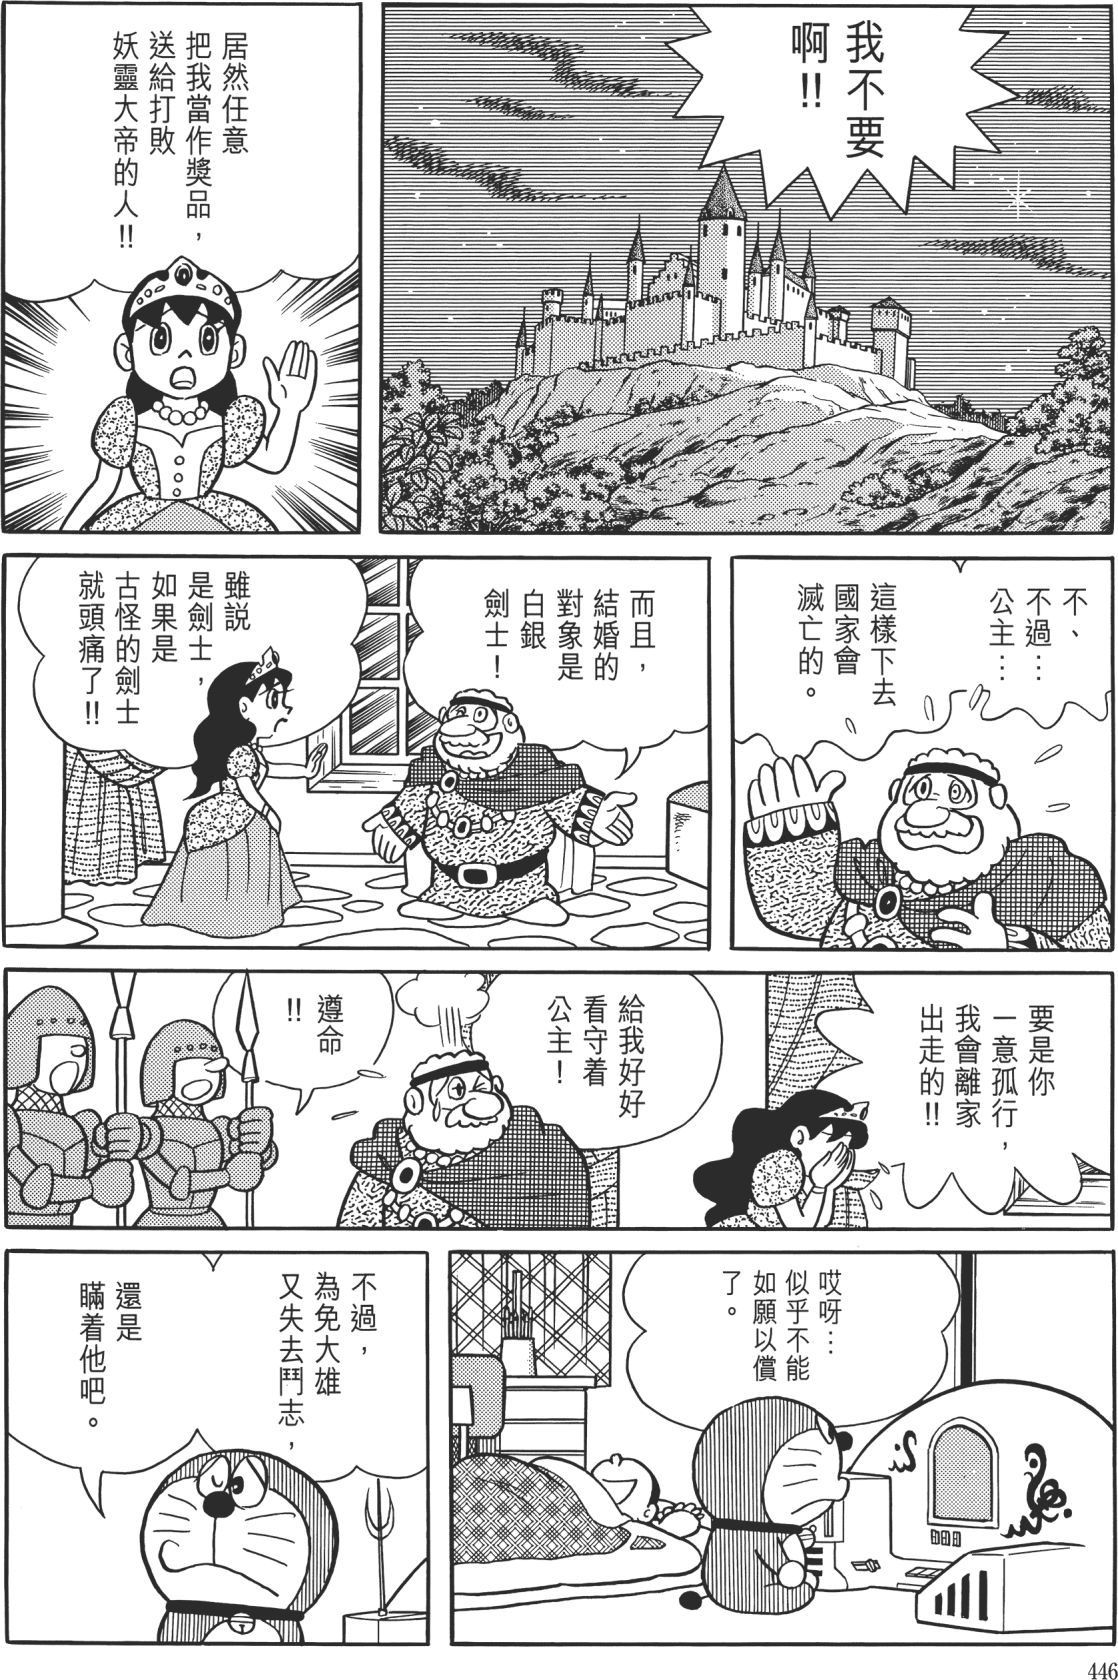 我不要
啊!!
居然任意
把我當作獎品，
送給打敗
妖靈大帝的人!!
不、
不過…
公主…
這樣下去
國家會
滅亡的。
而且，
結婚的
對象是
白銀
劍士！
雖説
是劍士，
如果是
古怪的劍士
就頭痛了!!
要是你
一意孤行，
我會離家
出走的!!
給我好好
看守着
公主！
遵命
!!
哎呀…
似乎不能
如願以償
了。
不過，
為免大雄
又失去鬥志，
還是
瞞着他吧。
446